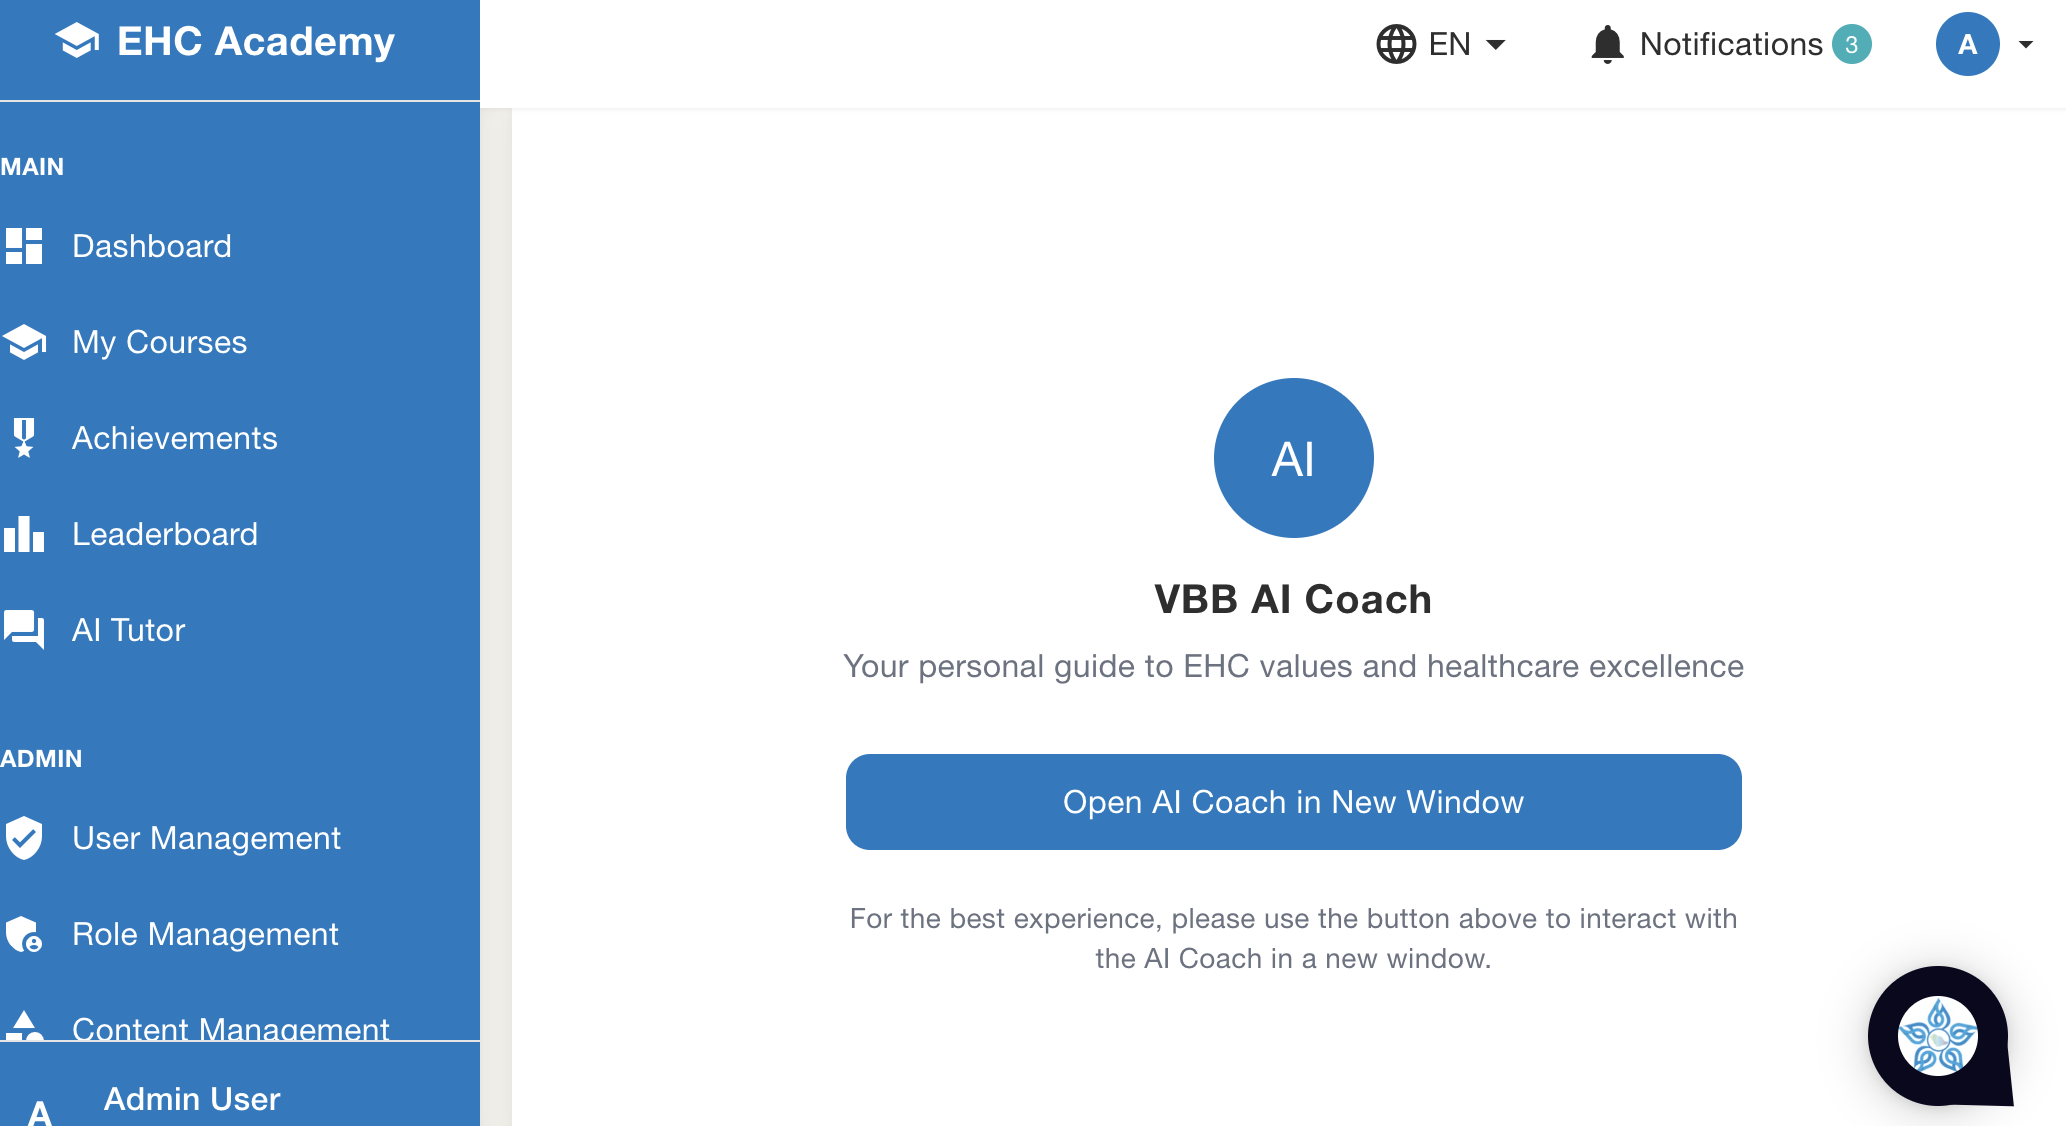 EHC Academy
EN
Notifications 3
A
MAIN
Dashboard
My Courses
Achievements
Leaderboard
AI Tutor
ADMIN
User Management
Role Management
Content Management
A
Admin User
AI
VBB AI Coach
Your personal guide to EHC values and healthcare excellence
Open AI Coach in New Window
For the best experience, please use the button above to interact with
the AI Coach in a new window.